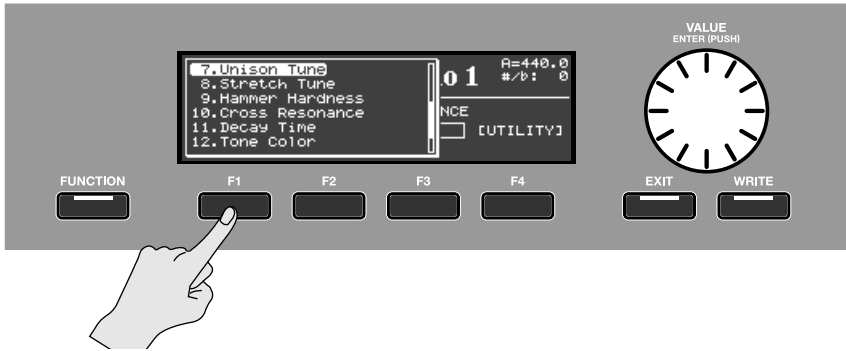 VALUE
ENTER (PUSH)
7.Unison Tune
8.Stretch Tune
9.Hammer Hardness
10.Cross Resonance
11.Decay Time
12.Tone Color
o 1
A=440.0
#/♭: 0
NCE
[UTILITY]
FUNCTION
F1
F2
F3
F4
EXIT
WRITE